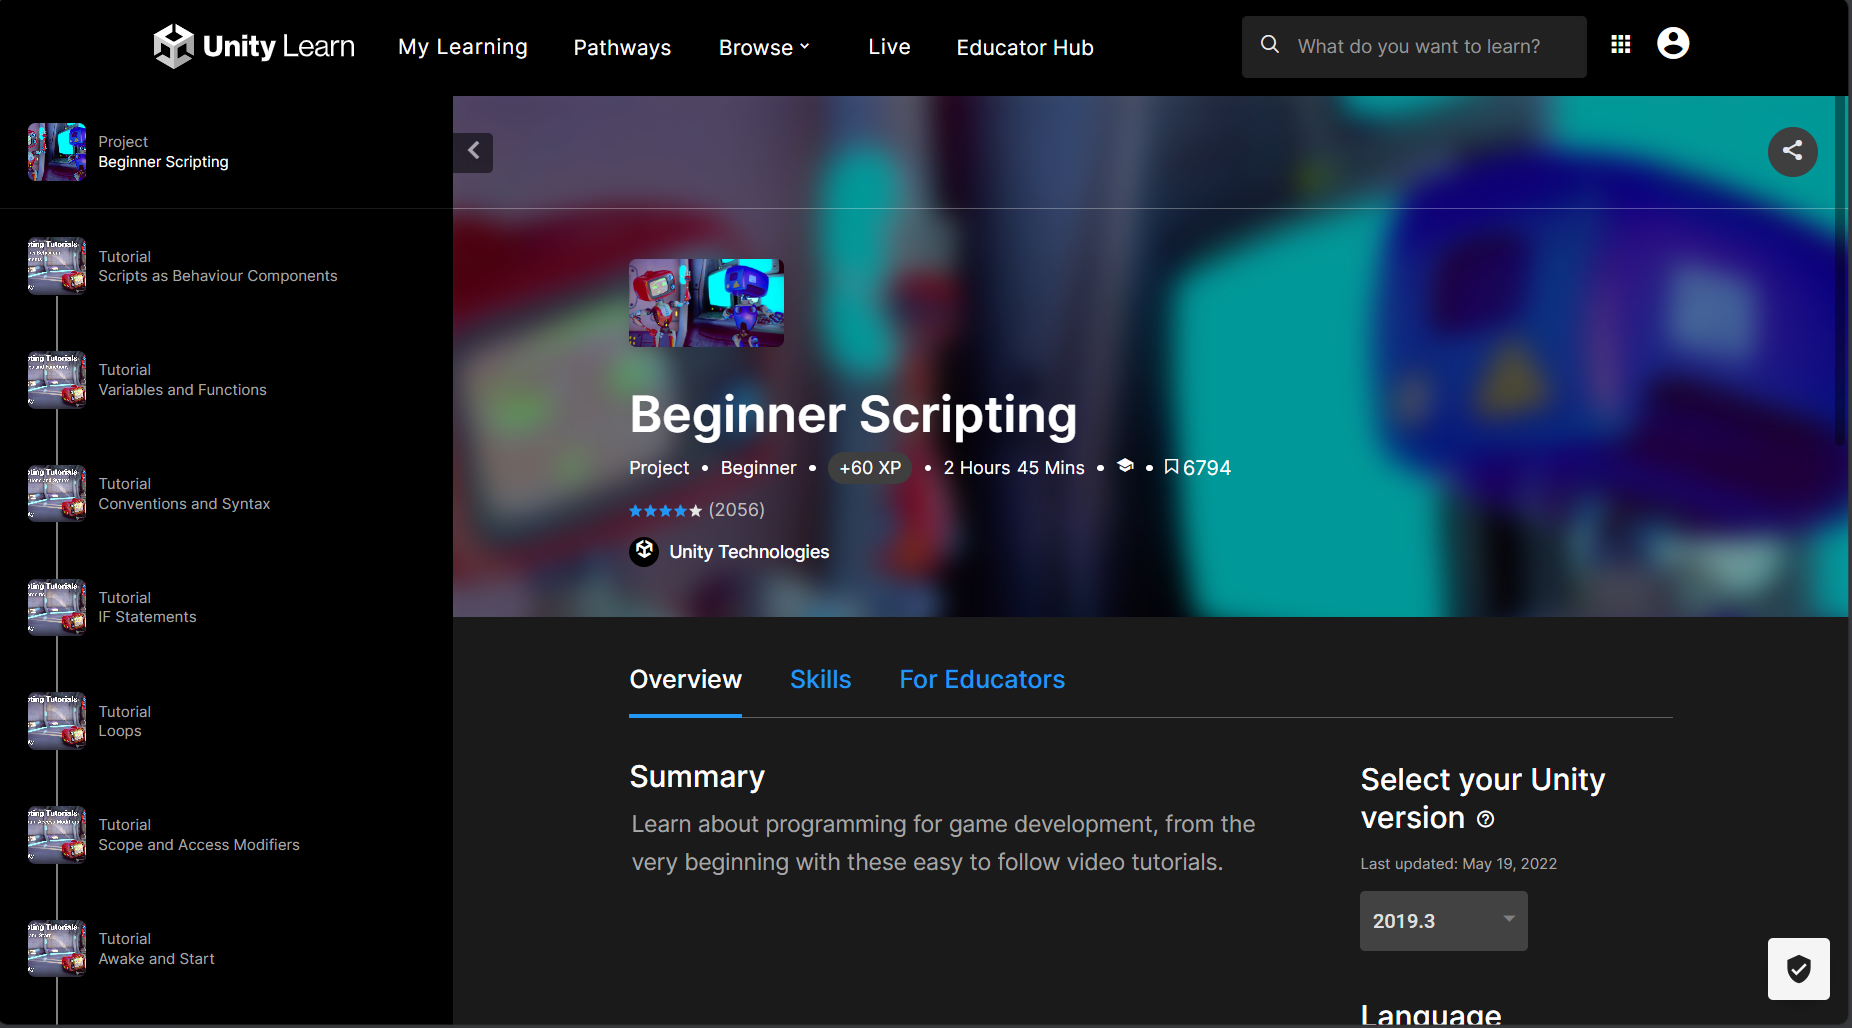 Unity Learn
My Learning
Pathways
Browse
Live
Educator Hub
What do you want to learn?
Project
Beginner Scripting
Tutorial
Scripts as Behaviour Components
Tutorial
Variables and Functions
Tutorial
Conventions and Syntax
Tutorial
IF Statements
Tutorial
Loops
Tutorial
Scope and Access Modifiers
Tutorial
Awake and Start
Beginner Scripting
Project • Beginner • +60 XP • 2 Hours 45 Mins • • 6794
(2056)
Unity Technologies
Overview
Skills
For Educators
Summary
Learn about programming for game development, from the
very beginning with these easy to follow video tutorials.
Select your Unity
version
Last updated: May 19, 2022
2019.3
Language